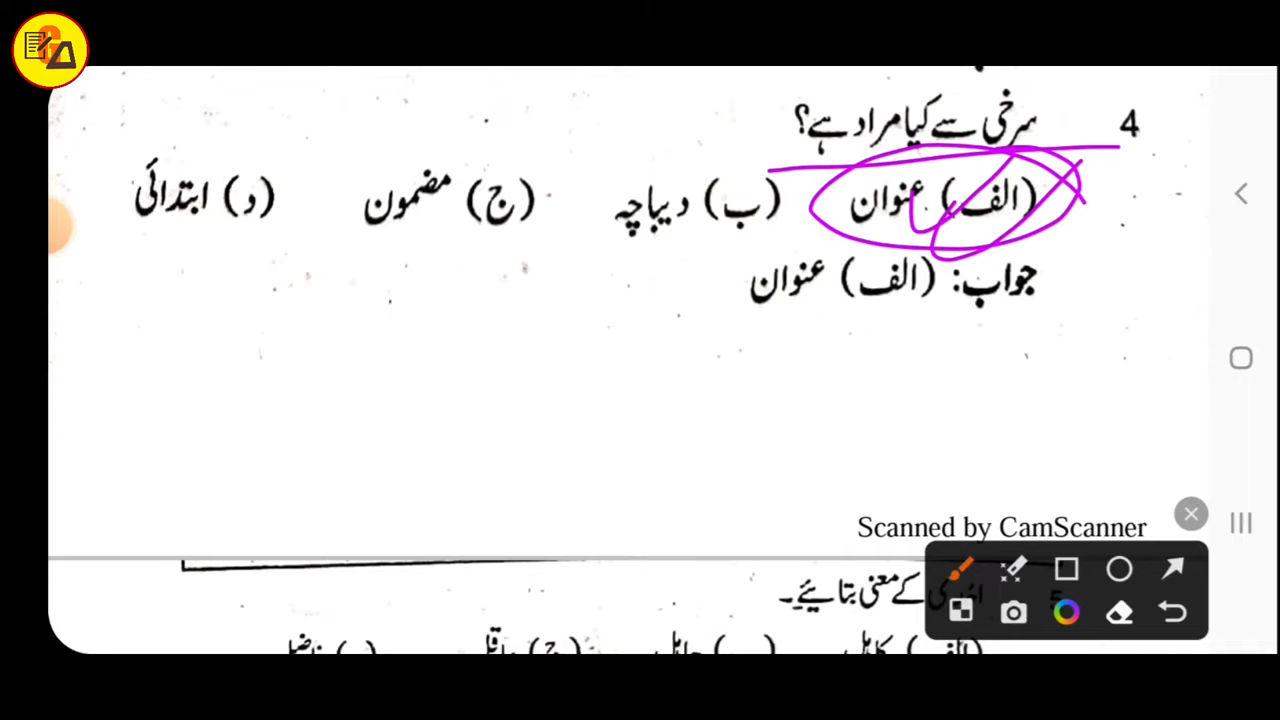 4 سرخی سے کیا مراد ہے؟
(الف) عنوان (ب) دیباچہ (ج) مضمون (د) ابتدائی
جواب: (الف) عنوان
Scanned by CamScanner
5 کے معنی بتائیے۔